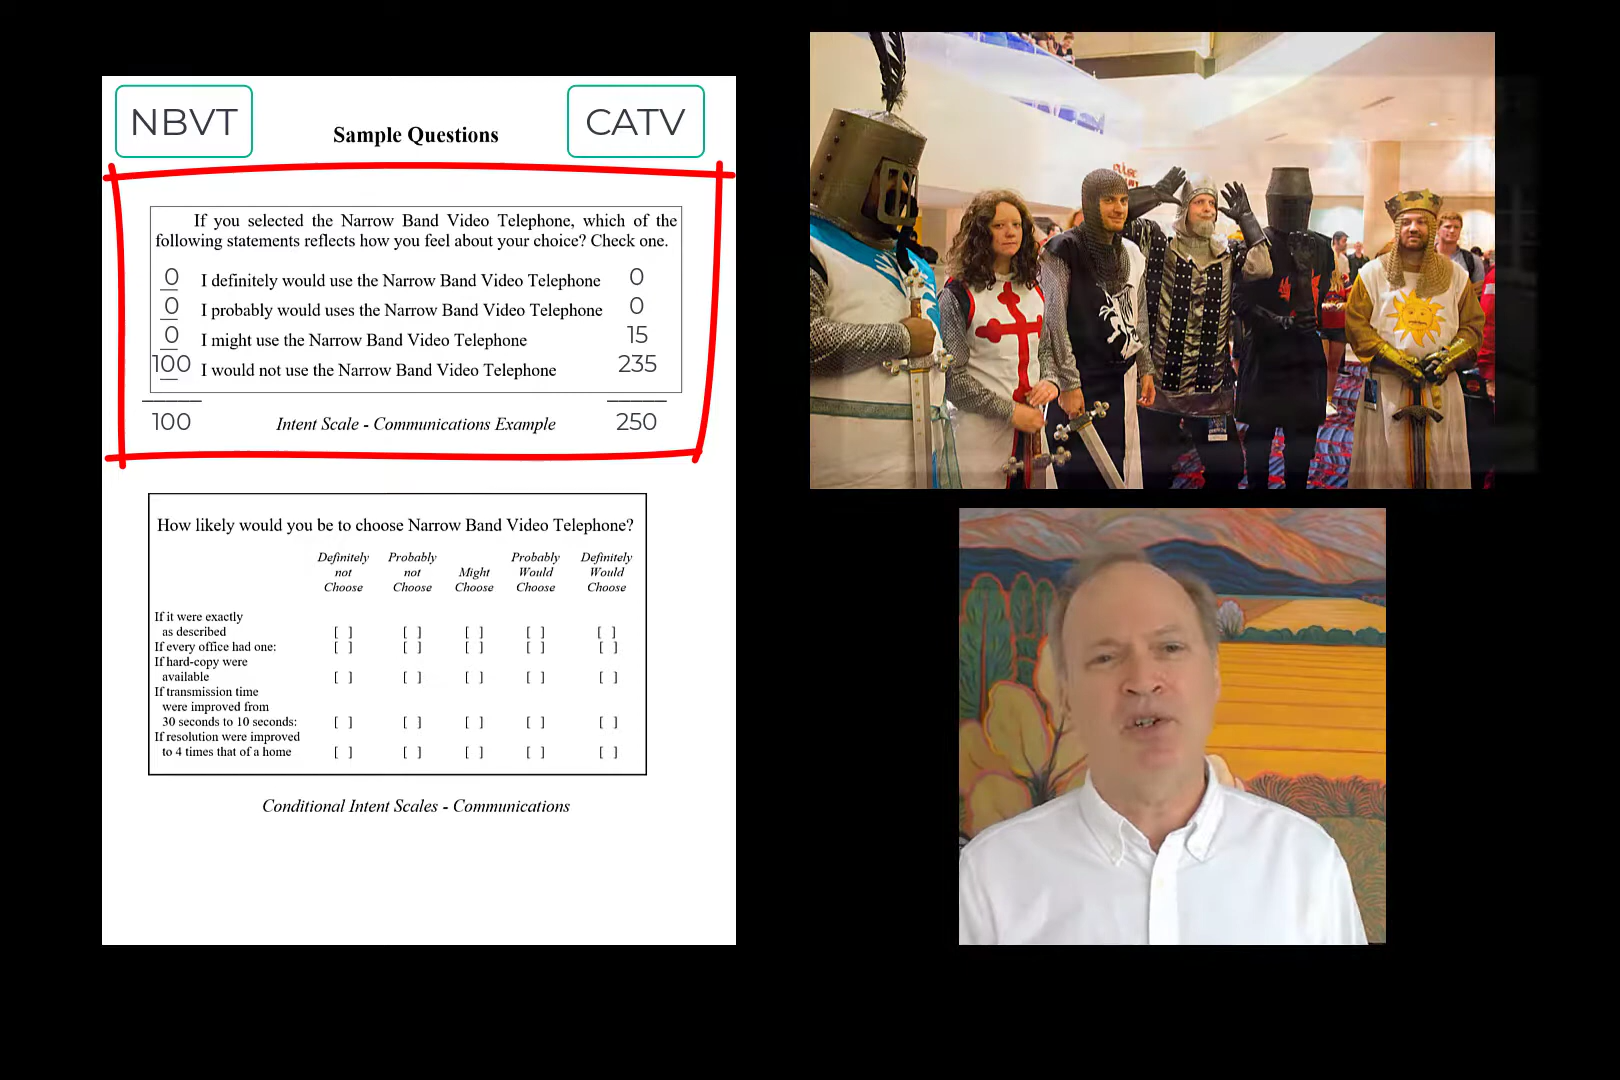 NBVT
CATV
Sample Questions
If you selected the Narrow Band Video Telephone, which of the
following statements reflects how you feel about your choice? Check one.
0 I definitely would use the Narrow Band Video Telephone 0
0 I probably would uses the Narrow Band Video Telephone 0
0 I might use the Narrow Band Video Telephone 15
100 I would not use the Narrow Band Video Telephone 235
100 Intent Scale - Communications Example 250
How likely would you be to choose Narrow Band Video Telephone?
Definitely Probably Probably Definitely
not not Might Would Would
Choose Choose Choose Choose Choose
If it were exactly
as described [ ] [ ] [ ] [ ] [ ]
If every office had one: [ ] [ ] [ ] [ ] [ ]
If hard-copy were
available [ ] [ ] [ ] [ ] [ ]
If transmission time
were improved from
30 seconds to 10 seconds: [ ] [ ] [ ] [ ] [ ]
If resolution were improved
to 4 times that of a home [ ] [ ] [ ] [ ] [ ]
Conditional Intent Scales - Communications